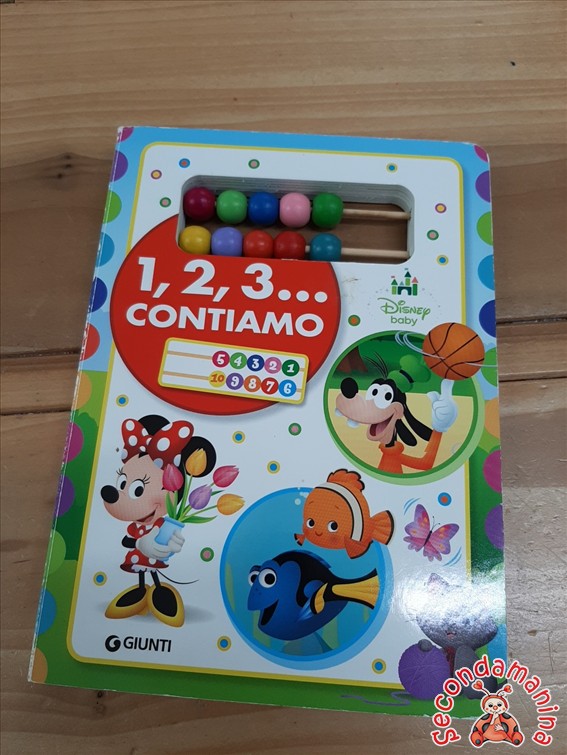 1, 2, 3...
CONTIAMO
5 4 3 2 1
10 9 8 7 6
Disney
baby
GIUNTI
Secondamanina